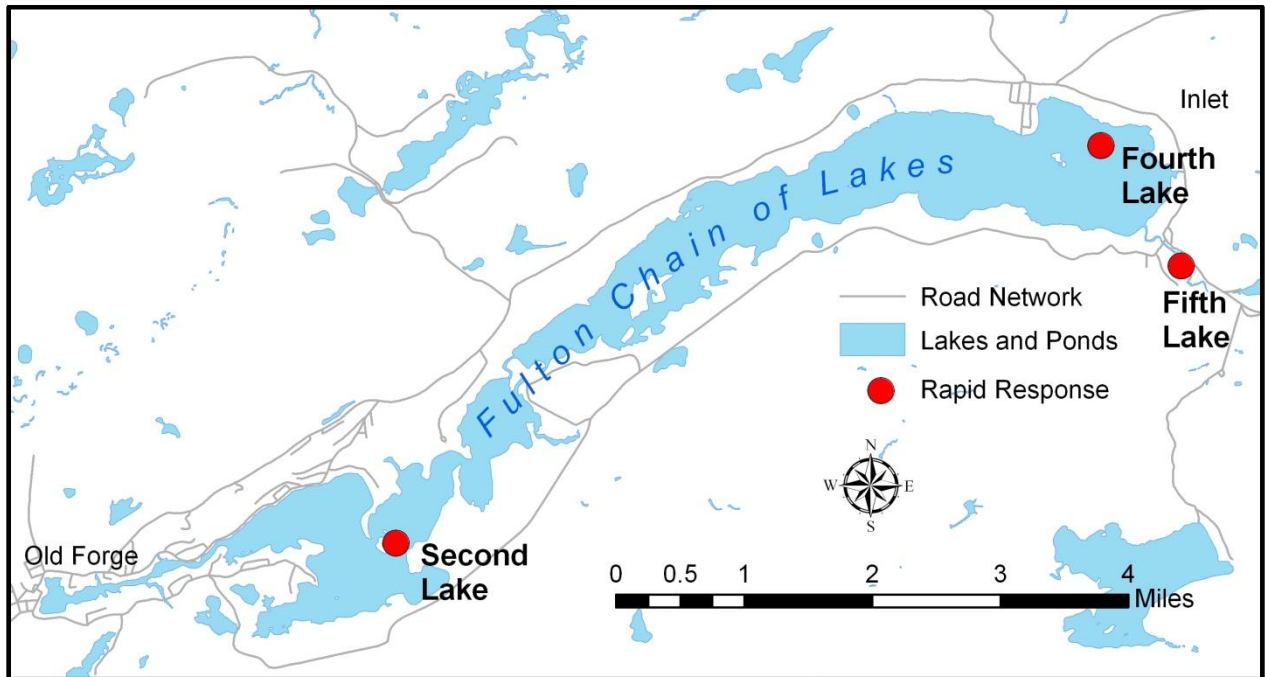 Inlet
Fourth
Lake
Fulton Chain of Lakes
Fifth
Lake
Road Network
Lakes and Ponds
Rapid Response
N
W E
S
Old Forge
Second
Lake
0 0.5 1 2 3 4
Miles